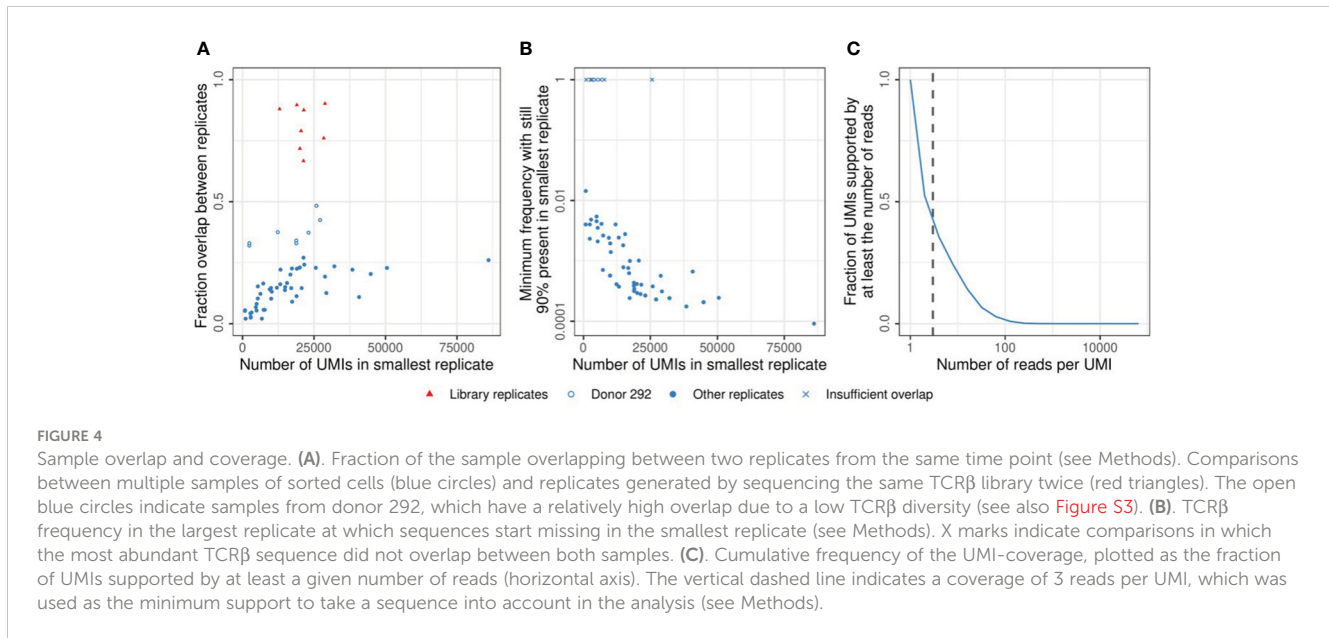 A
B
C
Fraction overlap between replicates
1.0
0.5
0.0
0
25000
50000
75000
Number of UMIs in smallest replicate
Minimum frequency with still
90% present in smallest replicate
1
0.01
0.0001
0
25000
50000
75000
Number of UMIs in smallest replicate
Fraction of UMIs supported by
at least the number of reads
1.0
0.5
0.0
1
100
10000
Number of reads per UMI
Library replicates
Donor 292
Other replicates
Insufficient overlap
FIGURE 4
Sample overlap and coverage. (A). Fraction of the sample overlapping between two replicates from the same time point (see Methods). Comparisons
between multiple samples of sorted cells (blue circles) and replicates generated by sequencing the same TCRβ library twice (red triangles). The open
blue circles indicate samples from donor 292, which have a relatively high overlap due to a low TCRβ diversity (see also Figure S3). (B). TCRβ
frequency in the largest replicate at which sequences start missing in the smallest replicate (see Methods). X marks indicate comparisons in which
the most abundant TCRβ sequence did not overlap between both samples. (C). Cumulative frequency of the UMI-coverage, plotted as the fraction
of UMIs supported by at least a given number of reads (horizontal axis). The vertical dashed line indicates a coverage of 3 reads per UMI, which was
used as the minimum support to take a sequence into account in the analysis (see Methods).